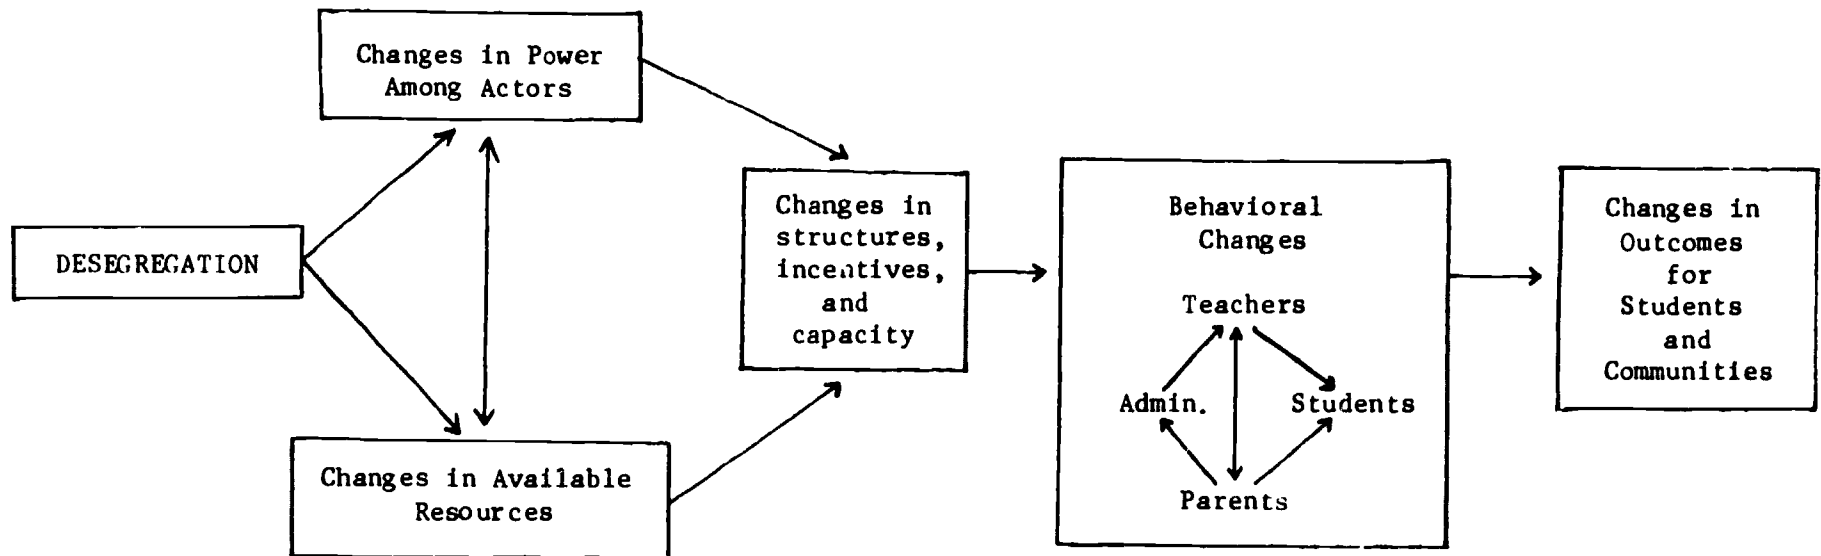 Changes in Power
Among Actors
DESEGREGATION
Changes in Available
Resources
Changes in
structures,
incentives,
and
capacity
Behavioral
Changes
Teachers
Admin.
Students
Parents
Changes in
Outcomes
for
Students
and
Communities